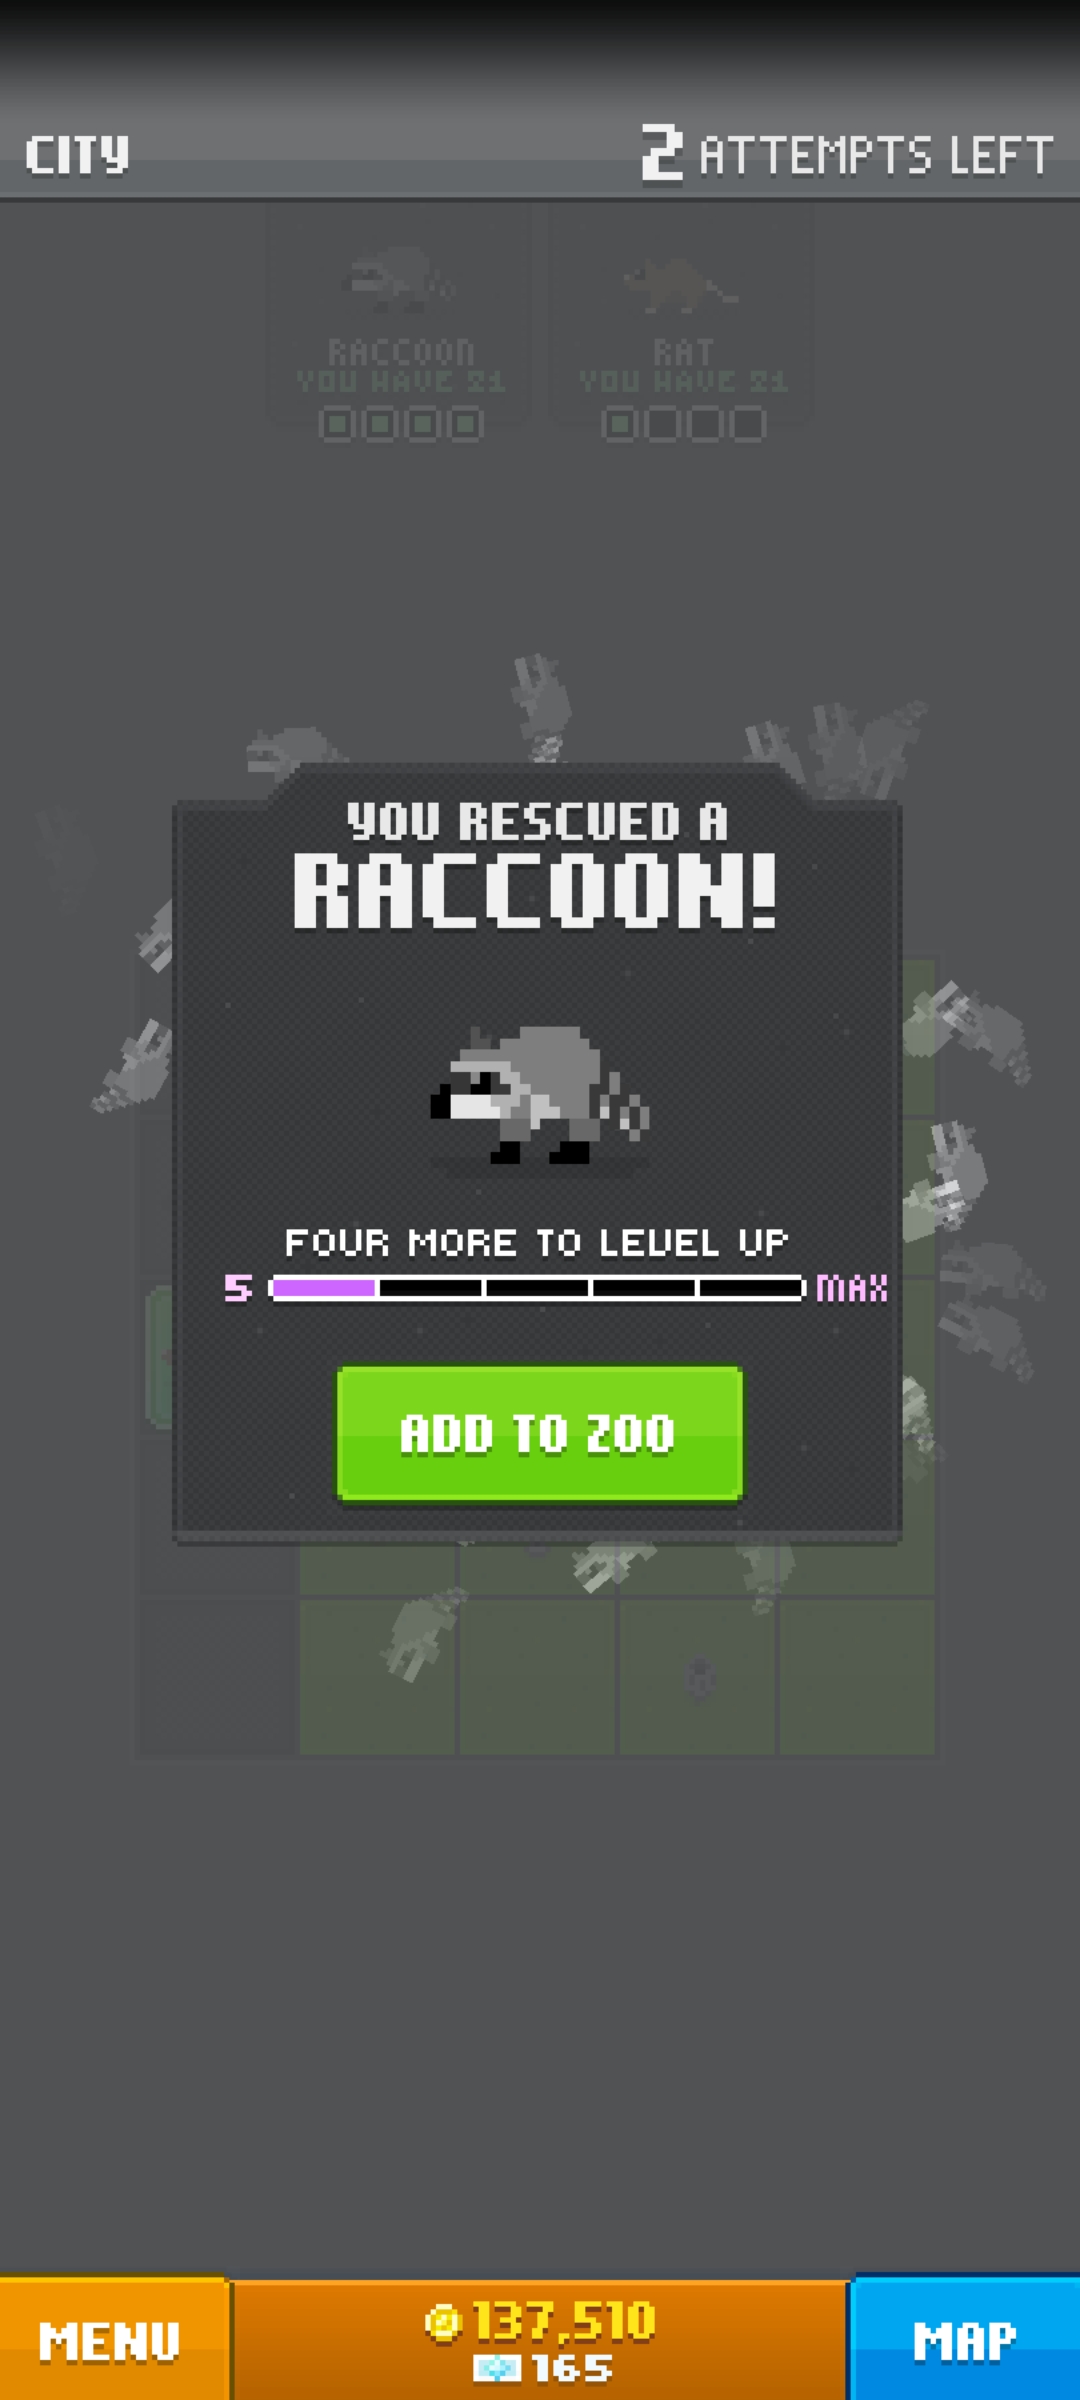 CITY
2 ATTEMPTS LEFT
RACCOON
RAT
YOU HAVE 21
YOU HAVE 21
YOU RESCUED A
RACCOON!
FOUR MORE TO LEVEL UP
5
MAX
ADD TO ZOO
MENU
137,510
165
MAP